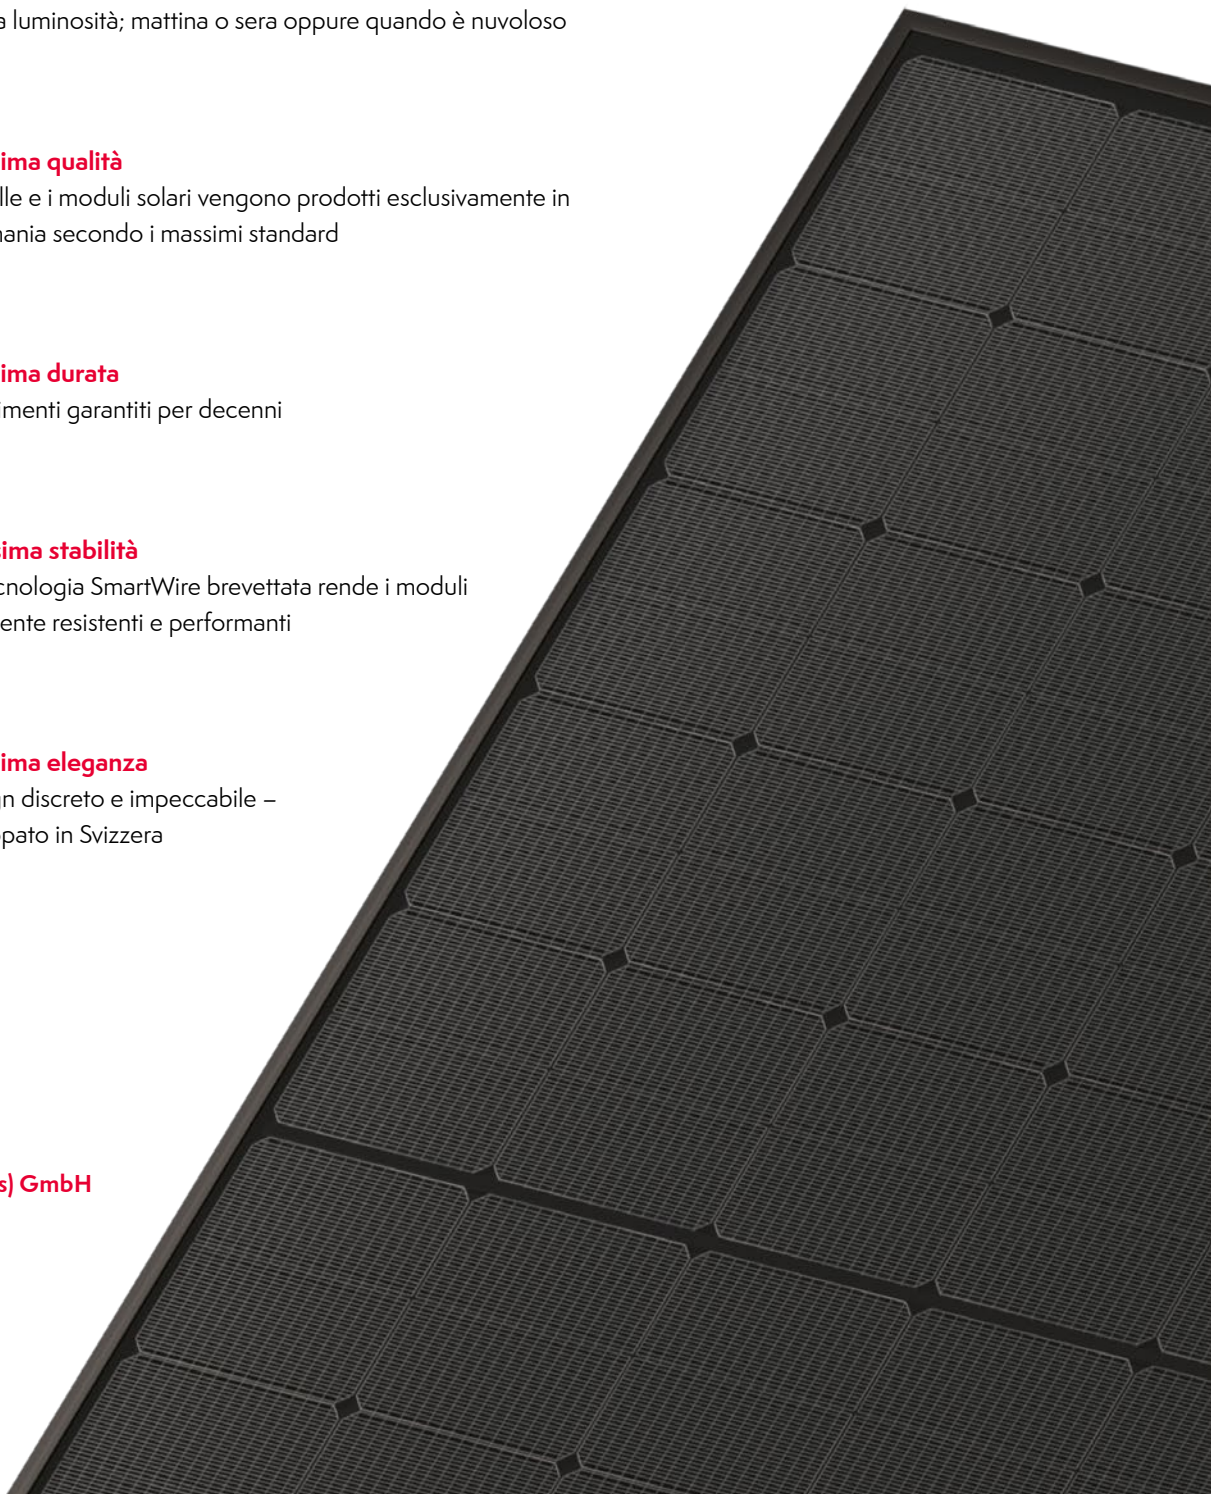 a luminosità; mattina o sera oppure quando è nuvoloso
ima qualità
lle e i moduli solari vengono prodotti esclusivamente in
nania secondo i massimi standard
ima durata
imenti garantiti per decenni
sima stabilità
cnologia SmartWire brevettata rende i moduli
ente resistenti e performanti
ima eleganza
gn discreto e impeccabile –
pato in Svizzera
s) GmbH